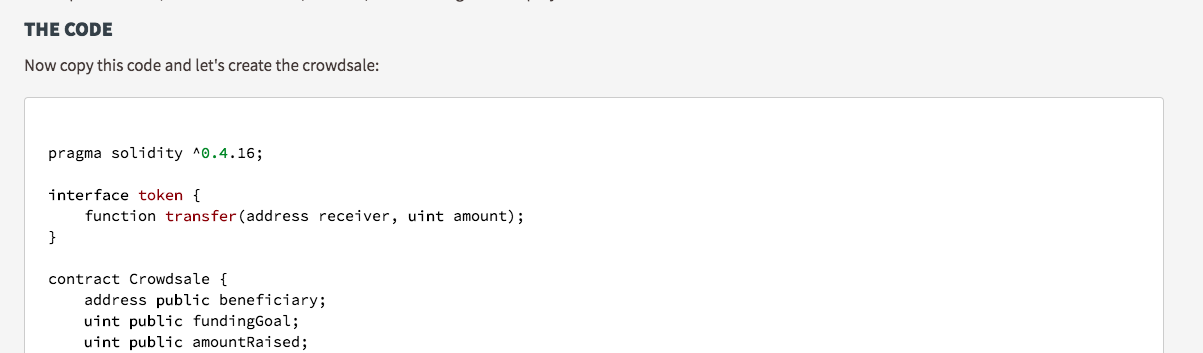 THE CODE
Now copy this code and let's create the crowdsale:
pragma solidity ^0.4.16;
interface token {
    function transfer(address receiver, uint amount);
}
contract Crowdsale {
    address public beneficiary;
    uint public fundingGoal;
    uint public amountRaised;